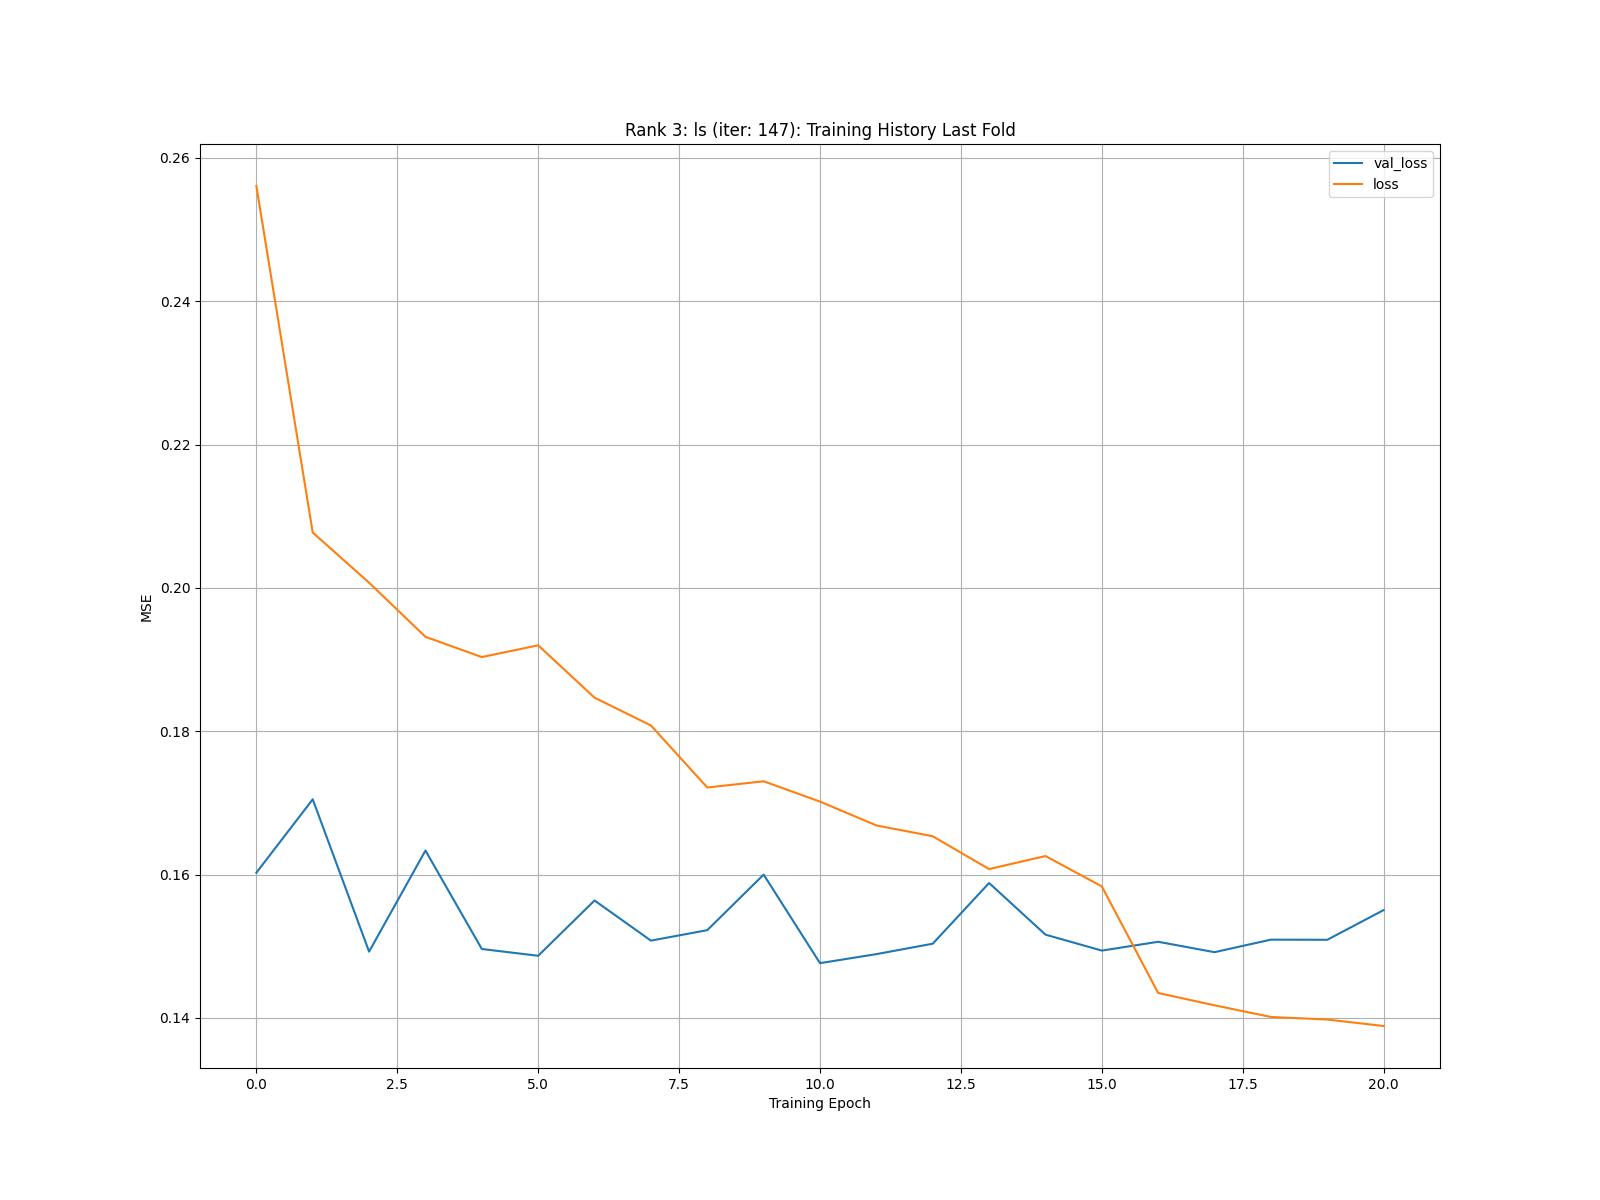 Rank 3: ls (iter: 147): Training History Last Fold
val_loss
loss
0.26
0.24
0.22
0.20
0.18
0.16
0.14
MSE
0.0 2.5 5.0 7.5 10.0 12.5 15.0 17.5 20.0
Training Epoch